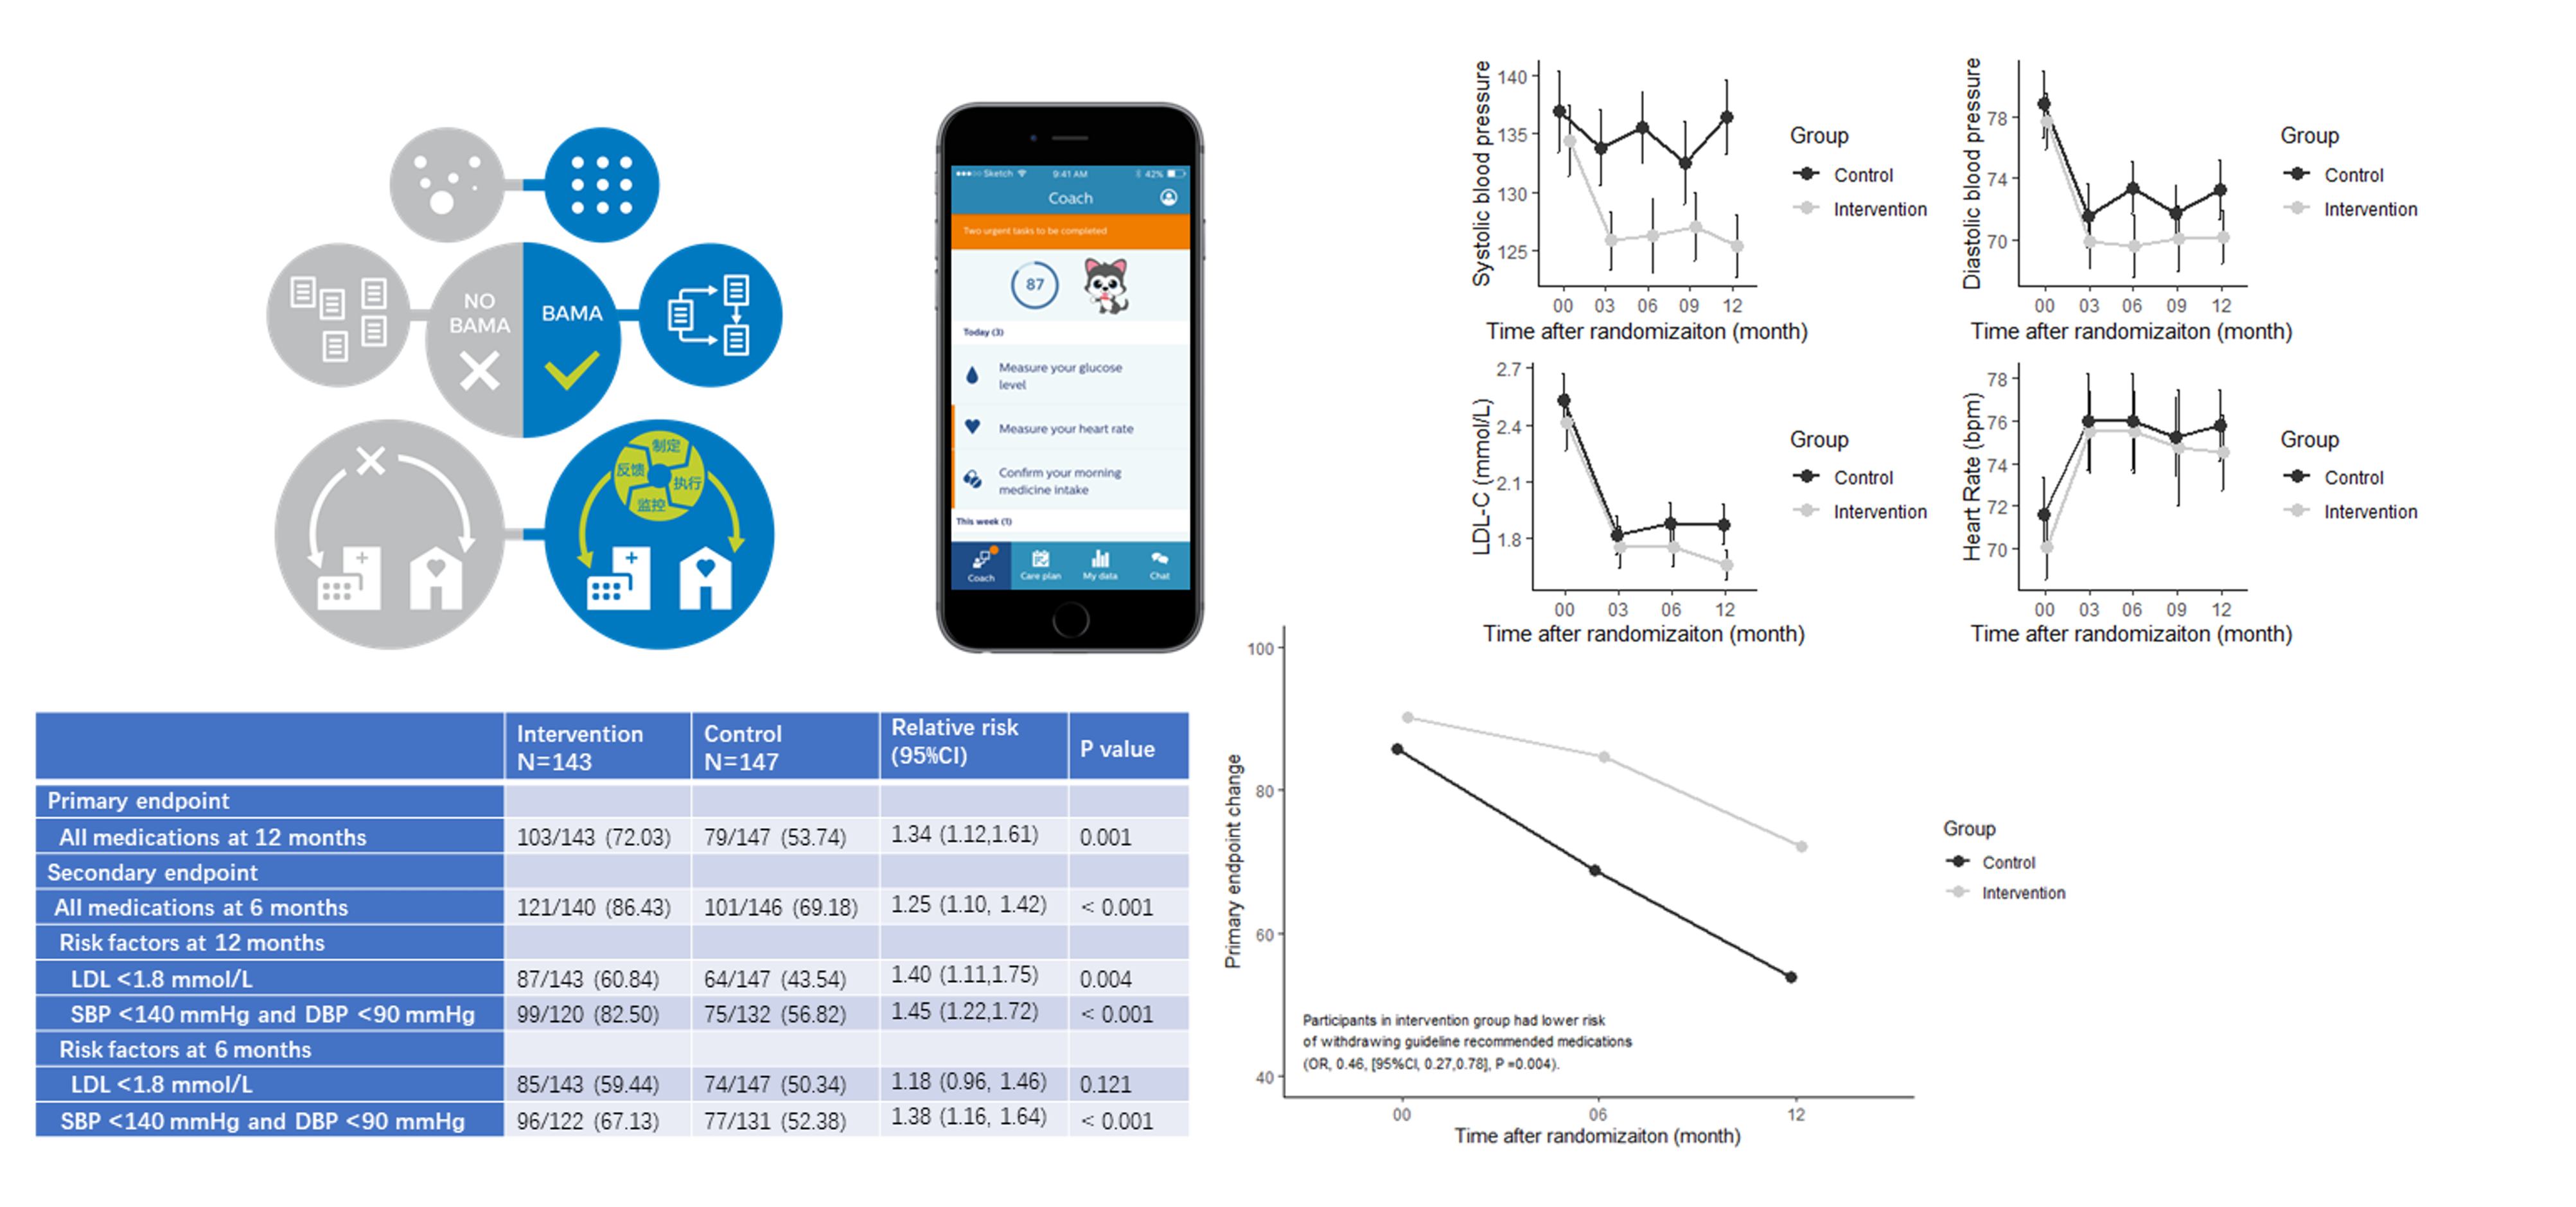 NO
BAMA
BAMA
制定
反馈
执行
监控
Sketch
9:41 AM
42%
Coach
Two urgent tasks to be completed
87
Today (3)
Measure your glucose
level
Measure your heart rate
Confirm your morning
medicine intake
This week (1)
Coach
Care plan
My data
Chat
Systolic blood pressure
140
135
130
125
00 03 06 09 12
Time after randomizaiton (month)
Group
Control
Intervention
Diastolic blood pressure
78
74
70
00 03 06 09 12
Time after randomizaiton (month)
Group
Control
Intervention
LDL-C (mmol/L)
2.7
2.4
2.1
1.8
00 03 06 12
Time after randomizaiton (month)
Group
Control
Intervention
Heart Rate (bpm)
78
76
74
72
70
00 03 06 09 12
Time after randomizaiton (month)
Group
Control
Intervention
Intervention
N=143
Control
N=147
Relative risk
(95%CI)
P value
Primary endpoint
All medications at 12 months 103/143 (72.03) 79/147 (53.74) 1.34 (1.12,1.61) 0.001
Secondary endpoint
All medications at 6 months 121/140 (86.43) 101/146 (69.18) 1.25 (1.10, 1.42) < 0.001
Risk factors at 12 months
LDL <1.8 mmol/L 87/143 (60.84) 64/147 (43.54) 1.40 (1.11,1.75) 0.004
SBP <140 mmHg and DBP <90 mmHg 99/120 (82.50) 75/132 (56.82) 1.45 (1.22,1.72) < 0.001
Risk factors at 6 months
LDL <1.8 mmol/L 85/143 (59.44) 74/147 (50.34) 1.18 (0.96, 1.46) 0.121
SBP <140 mmHg and DBP <90 mmHg 96/122 (67.13) 77/131 (52.38) 1.38 (1.16, 1.64) < 0.001
Primary endpoint change
100
80
60
40
Participants in intervention group had lower risk
of withdrawing guideline recommended medications
(OR, 0.46, [95%CI, 0.27,0.78], P =0.004).
00 06 12
Time after randomizaiton (month)
Group
Control
Intervention